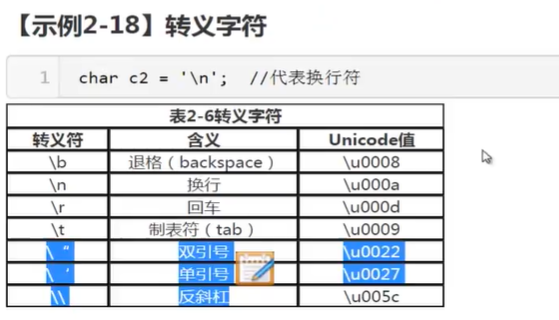 【示例2-18】转义字符
1 char c2 = '\n'; //代表换行符
表2-6转义字符
转义符 含义 Unicode值
\b 退格（backspace） \u0008
\n 换行 \u000a
\r 回车 \u000d
\t 制表符（tab） \u0009
\“ 双引号 \u0022
\‘ 单引号 \u0027
\\ 反斜杠 \u005c